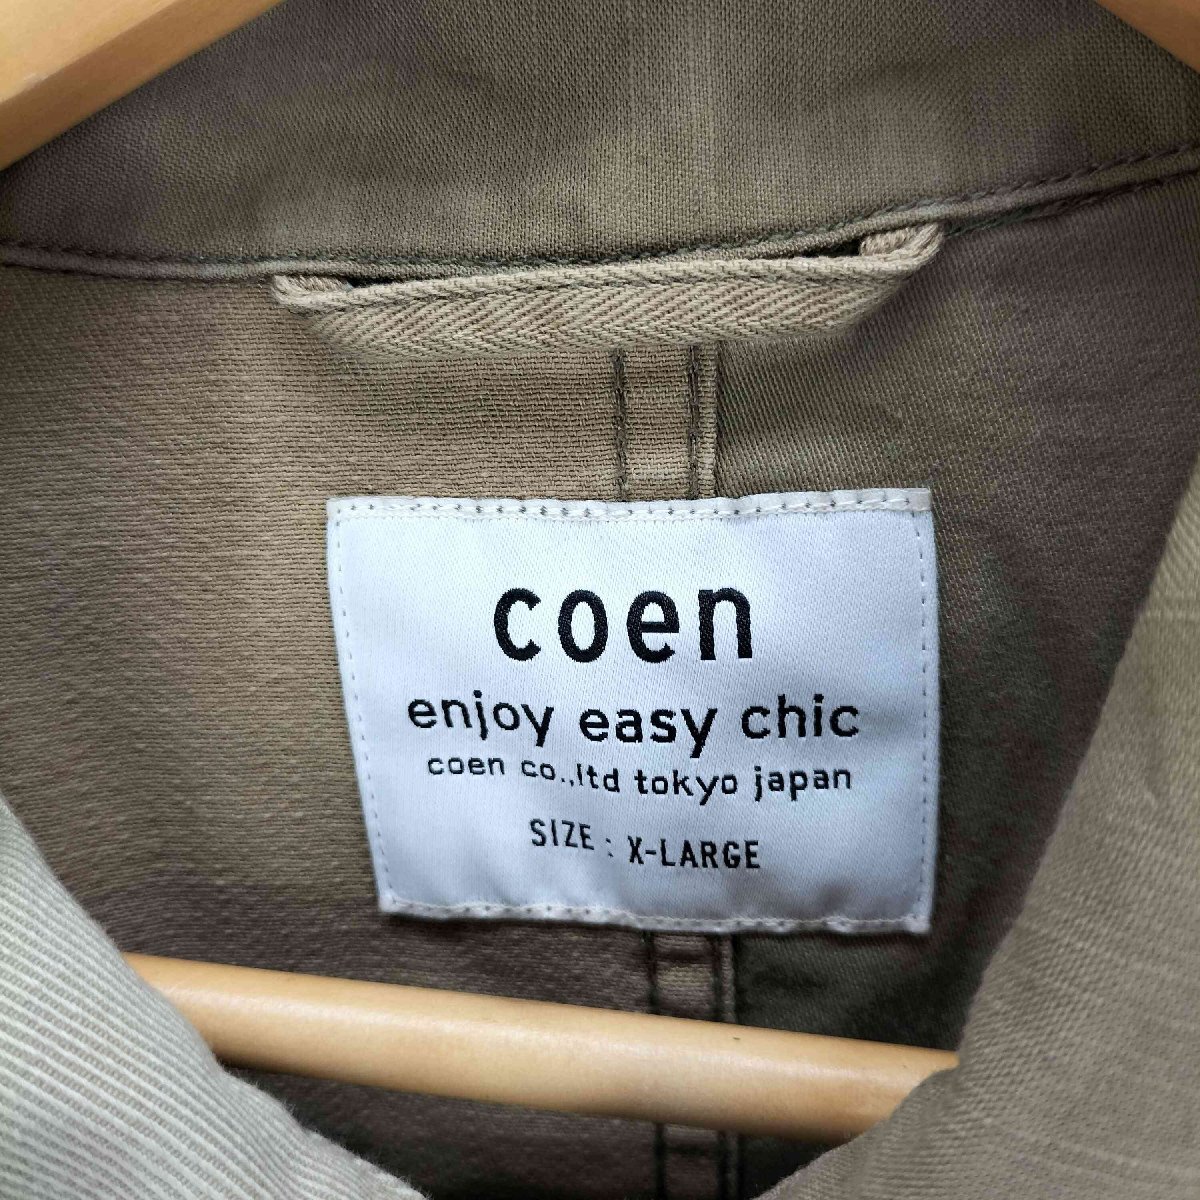 coen
enjoy easy chic
coen co.,ltd tokyo japan
SIZE : X-LARGE